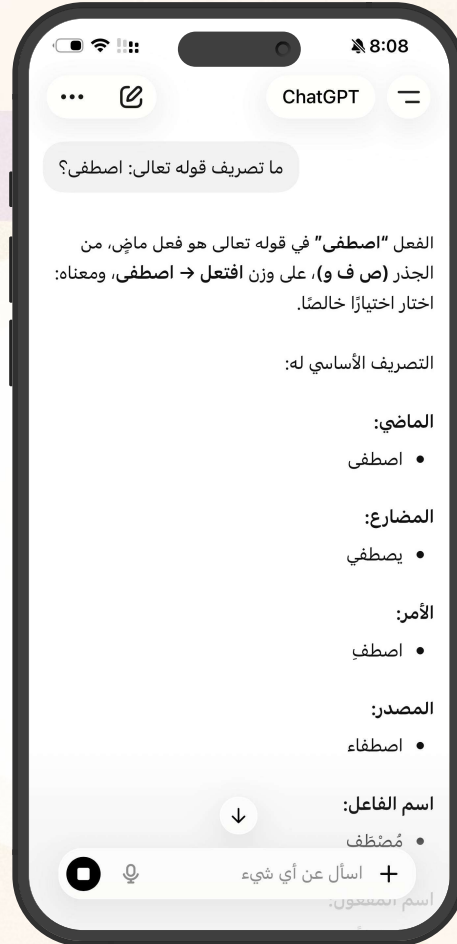 8:08
ChatGPT
ما تصريف قوله تعالى: اصطفى؟
الفعل "اصطفى" في قوله تعالى هو فعل ماضٍ، من
الجذر (ص ف و)، على وزن افتعل → اصطفى، ومعناه:
اختار اختيارًا خالصًا.
التصريف الأساسي له:
الماضي:
• اصطفى
المضارع:
• يصطفي
الأمر:
• اصطفِ
المصدر:
• اصطفاء
اسم الفاعل:
• مُصْطَفٍ
اسم المفعول:
اسأل عن أي شيء